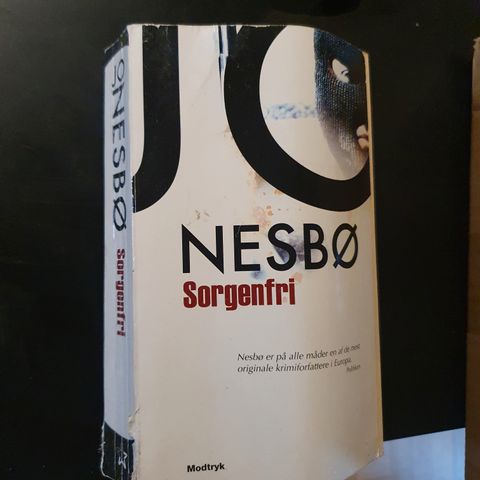 JO NESBØ Sorgenfri
JO
NESBØ
Sorgenfri
Nesbø er på alle måder en af de mest
originale krimiforfattere i Europa.
Politiken
Modtryk